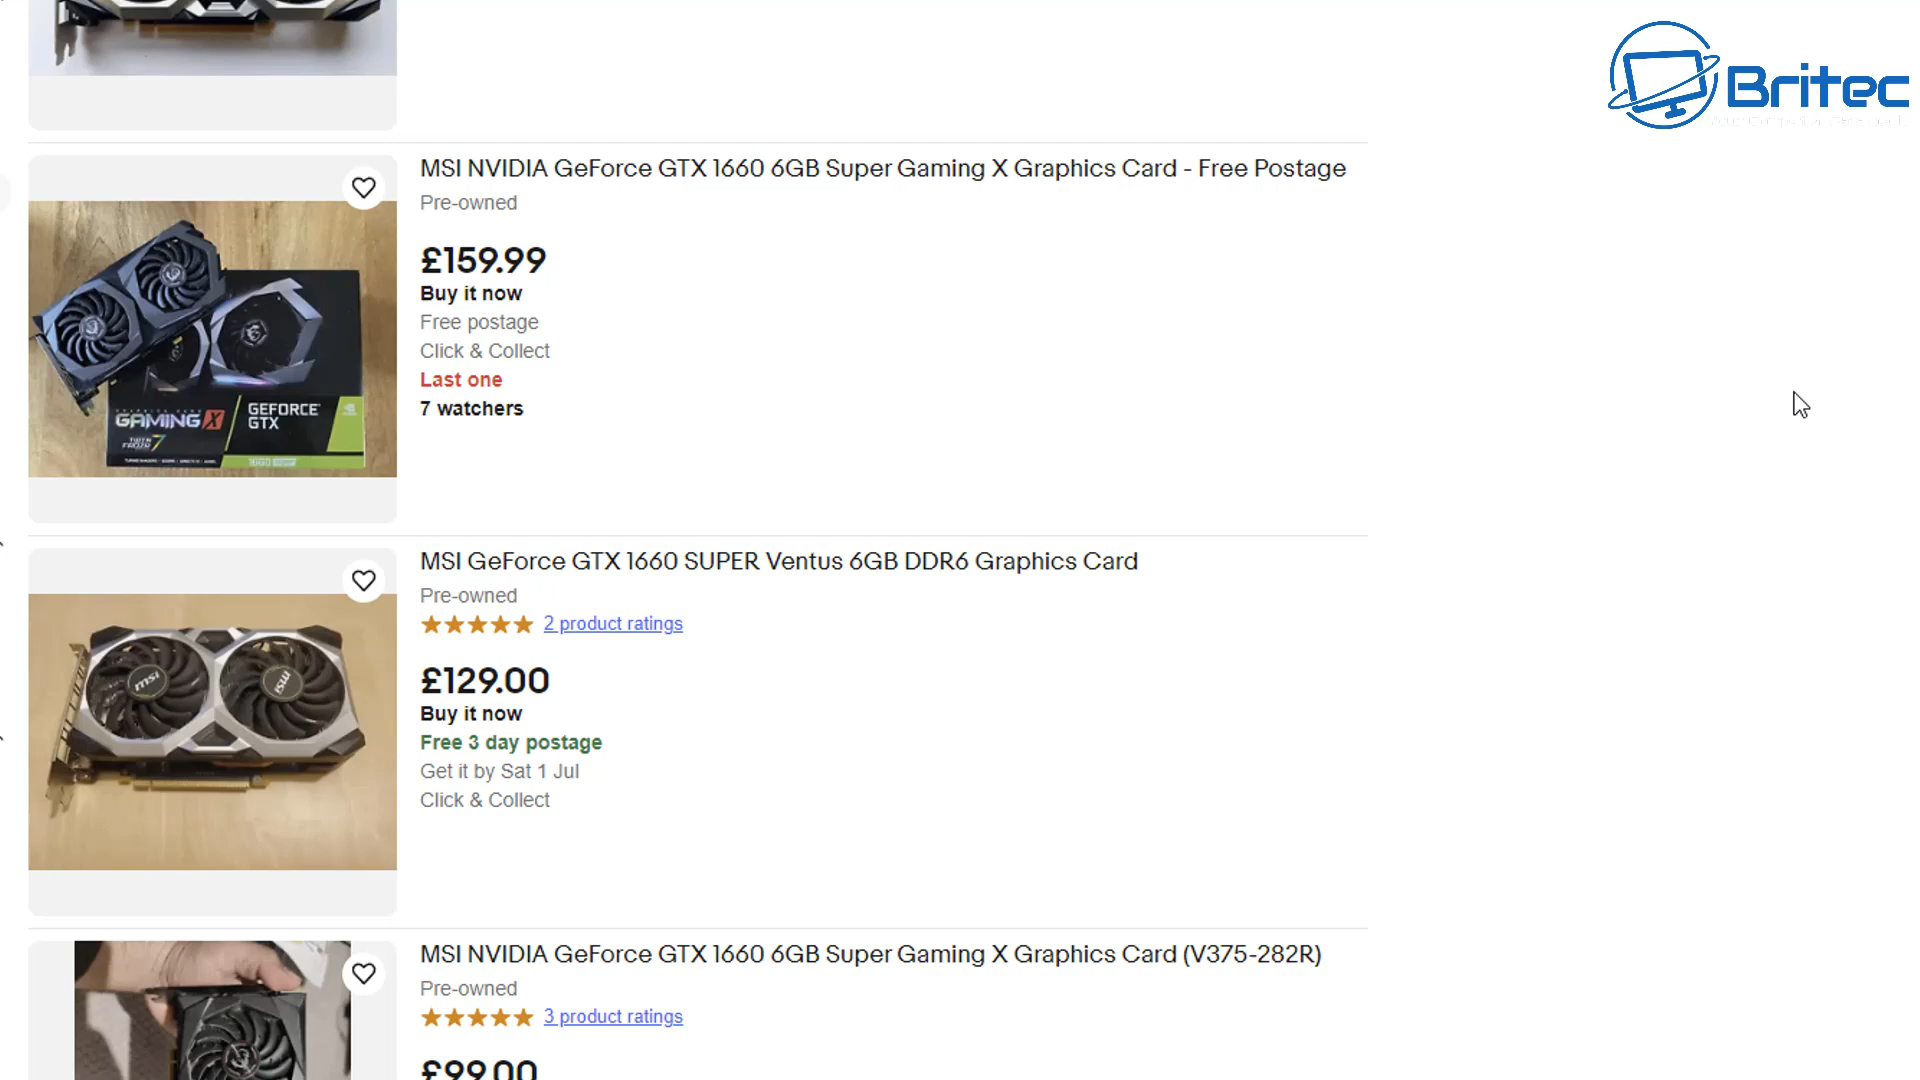 Britec
MSI NVIDIA GeForce GTX 1660 6GB Super Gaming X Graphics Card - Free Postage
Pre-owned
£159.99
Buy it now
Free postage
Click & Collect
Last one
7 watchers
GAMING X
GEFORCE
GTX
TWIN
FROZR 7
MSI GeForce GTX 1660 SUPER Ventus 6GB DDR6 Graphics Card
Pre-owned
2 product ratings
£129.00
Buy it now
Free 3 day postage
Get it by Sat 1 Jul
Click & Collect
msi
msi
MSI NVIDIA GeForce GTX 1660 6GB Super Gaming X Graphics Card (V375-282R)
Pre-owned
3 product ratings
£99.00